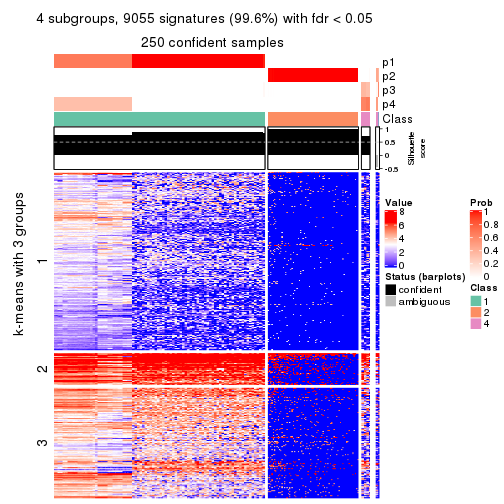 4 subgroups, 9055 signatures (99.6%) with fdr < 0.05
250 confident samples
p1
p2
p3
p4
Class
1
0.5
0
-0.5
Silhouette
score
k-means with 3 groups
1
2
3
Value
8
6
4
2
0
Status (barplots)
confident
ambiguous
Prob
1
0.8
0.6
0.4
0.2
0
Class
1
2
4